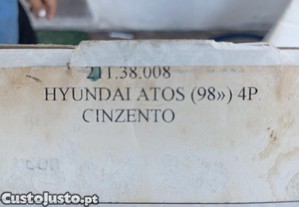 211.38.008
HYUNDAI ATOS (98») 4P
CINZENTO
CustoJusto.pt